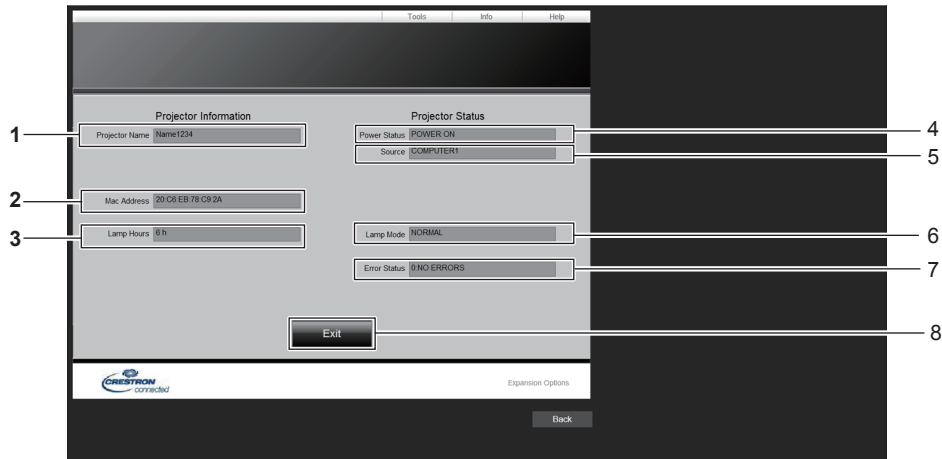 Tools Info Help
Projector Information Projector Status
1 Projector Name Name1234 Power Status POWER ON 4
Source COMPUTER1 5
2 Mac Address 20:C6:EB:78:C9:2A
3 Lamp Hours 6 h Lamp Mode NORMAL 6
Error Status 0:NO ERRORS 7
Exit 8
CRESTRON
connected
Expansion Options
Back